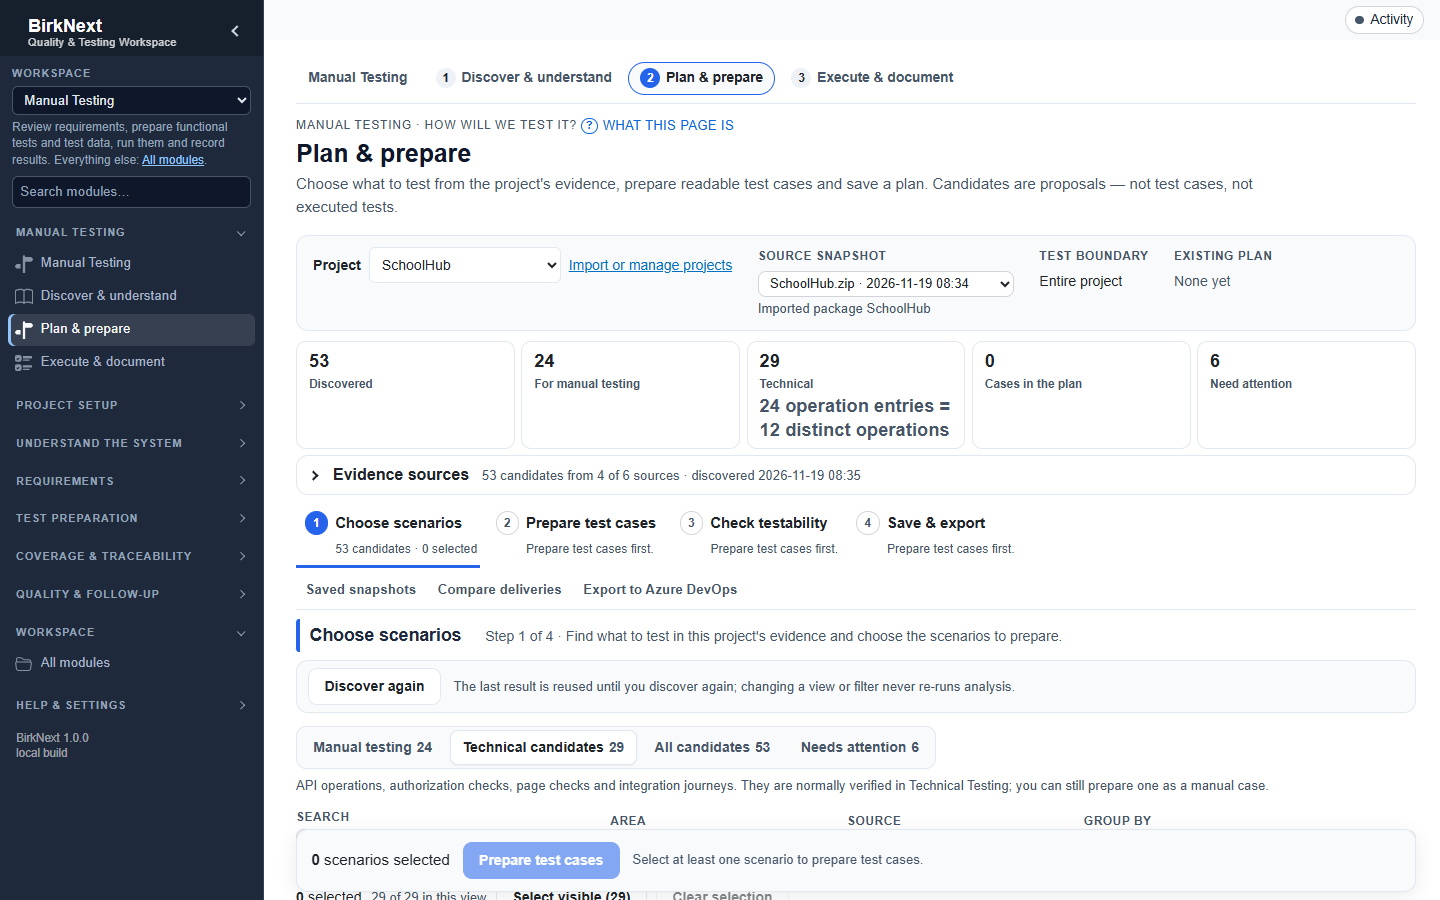 BirkNext
Quality & Testing Workspace
WORKSPACE
Manual Testing
Review requirements, prepare functional
tests and test data, run them and record
results. Everything else: All modules.
Search modules...
MANUAL TESTING
Manual Testing
Discover & understand
Plan & prepare
Execute & document
PROJECT SETUP
UNDERSTAND THE SYSTEM
REQUIREMENTS
TEST PREPARATION
COVERAGE & TRACEABILITY
QUALITY & FOLLOW-UP
WORKSPACE
All modules
HELP & SETTINGS
BirkNext 1.0.0
local build
Activity
Manual Testing 1 Discover & understand 2 Plan & prepare 3 Execute & document
MANUAL TESTING · HOW WILL WE TEST IT? ? WHAT THIS PAGE IS
Plan & prepare
Choose what to test from the project's evidence, prepare readable test cases and save a plan. Candidates are proposals — not test cases, not
executed tests.
Project SchoolHub Import or manage projects
SOURCE SNAPSHOT
SchoolHub.zip · 2026-11-19 08:34
Imported package SchoolHub
TEST BOUNDARY
Entire project
EXISTING PLAN
None yet
53
Discovered
24
For manual testing
29
Technical
24 operation entries =
12 distinct operations
0
Cases in the plan
6
Need attention
Evidence sources 53 candidates from 4 of 6 sources · discovered 2026-11-19 08:35
1 Choose scenarios
53 candidates · 0 selected
2 Prepare test cases
Prepare test cases first.
3 Check testability
Prepare test cases first.
4 Save & export
Prepare test cases first.
Saved snapshots Compare deliveries Export to Azure DevOps
Choose scenarios Step 1 of 4 · Find what to test in this project's evidence and choose the scenarios to prepare.
Discover again The last result is reused until you discover again; changing a view or filter never re-runs analysis.
Manual testing 24 Technical candidates 29 All candidates 53 Needs attention 6
API operations, authorization checks, page checks and integration journeys. They are normally verified in Technical Testing; you can still prepare one as a manual case.
SEARCH AREA SOURCE GROUP BY
0 scenarios selected Prepare test cases Select at least one scenario to prepare test cases.
0 selected 29 of 29 in this view Select visible (29) Clear selection